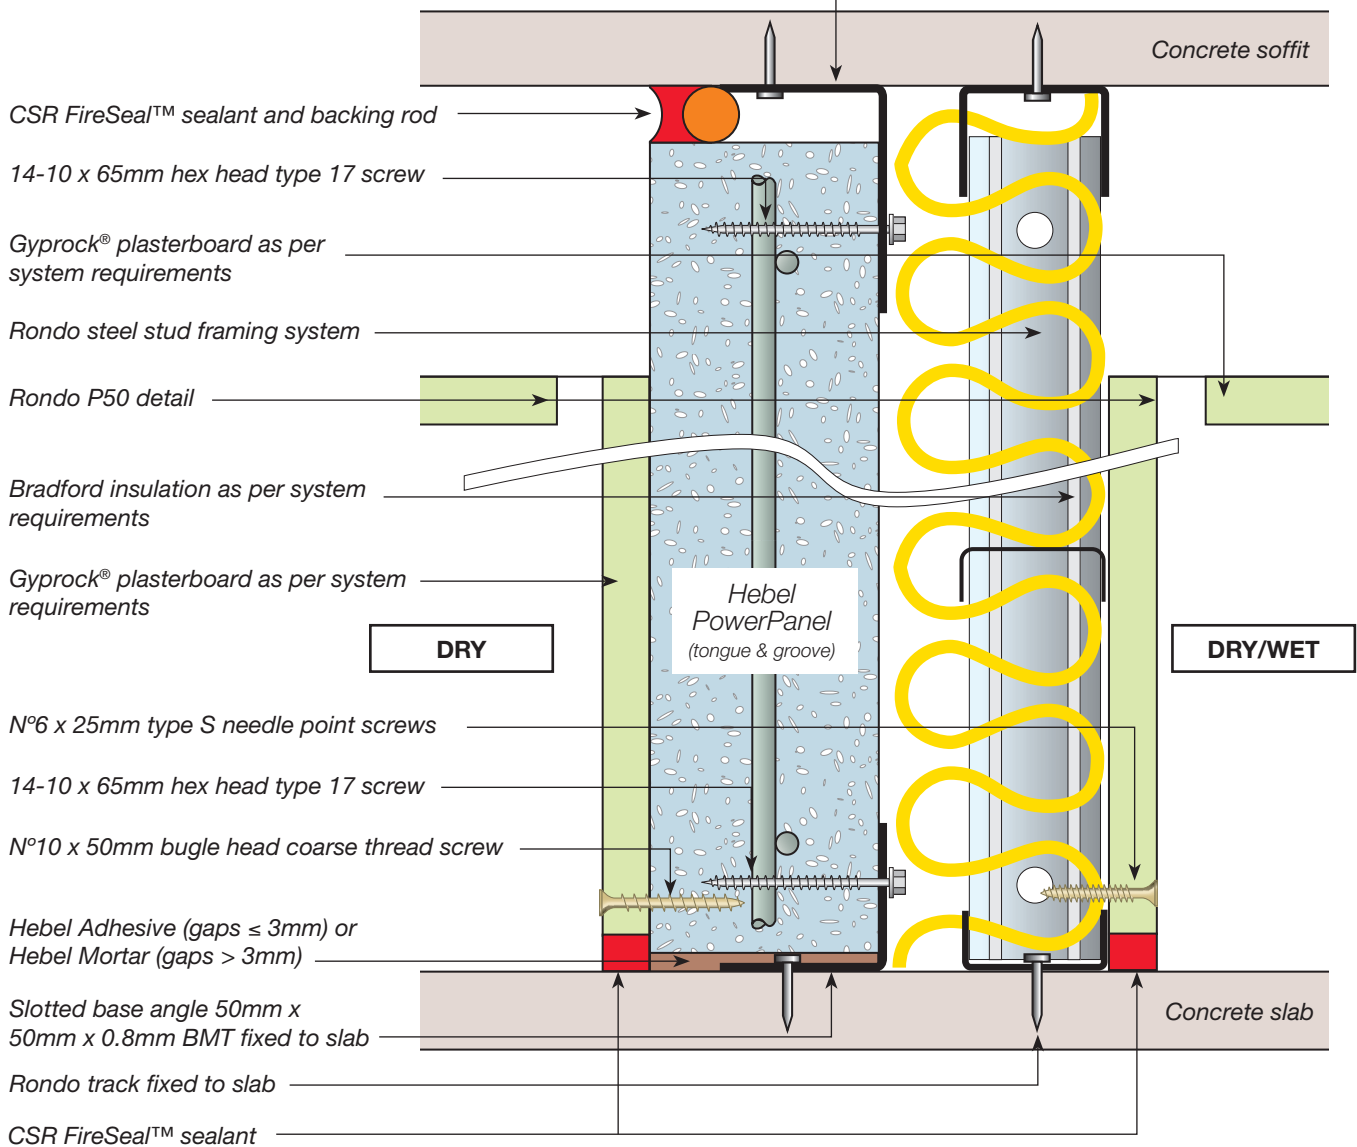 Concrete soffit
CSR FireSeal™ sealant and backing rod
14-10 x 65mm hex head type 17 screw
Gyprock® plasterboard as per
system requirements
Rondo steel stud framing system
Rondo P50 detail
Bradford insulation as per system
requirements
Gyprock® plasterboard as per system
requirements
Hebel
PowerPanel
(tongue & groove)
DRY
DRY/WET
Nº6 x 25mm type S needle point screws
14-10 x 65mm hex head type 17 screw
Nº10 x 50mm bugle head coarse thread screw
Hebel Adhesive (gaps ≤ 3mm) or
Hebel Mortar (gaps > 3mm)
Slotted base angle 50mm x
50mm x 0.8mm BMT fixed to slab
Concrete slab
Rondo track fixed to slab
CSR FireSeal™ sealant